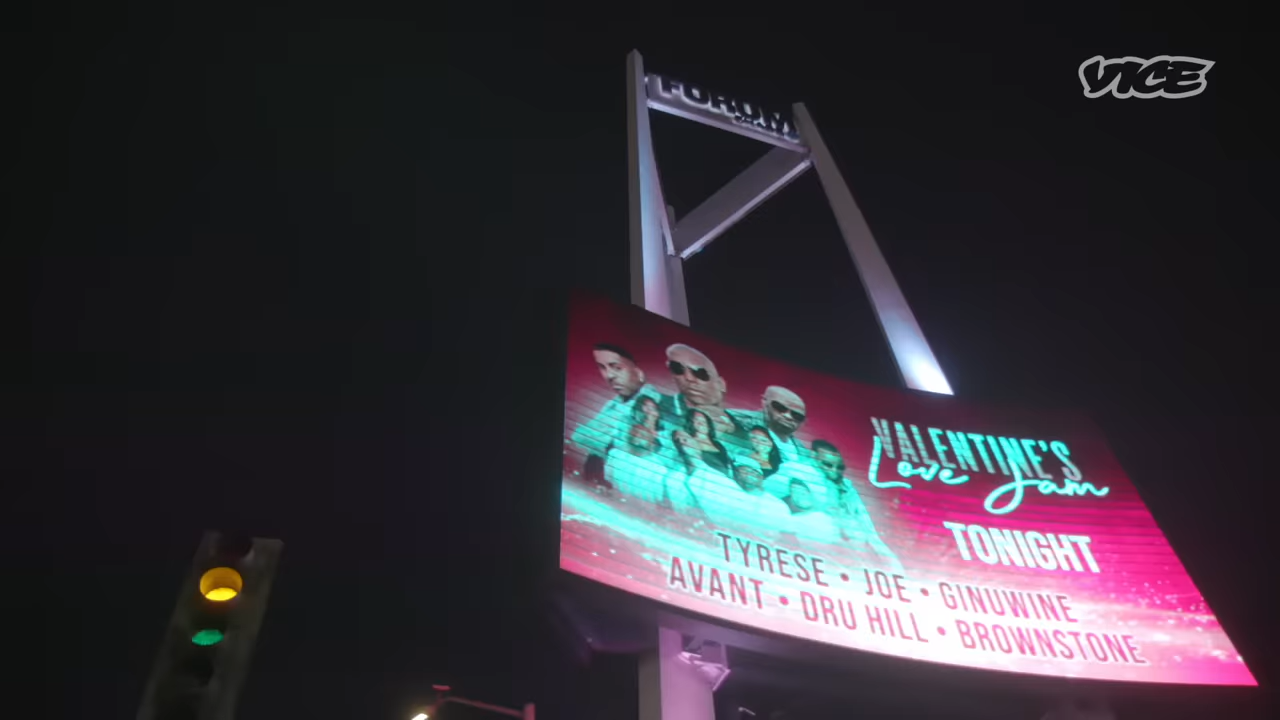 VICE
FORUM
VALENTINE'S
Love Jam
TONIGHT
TYRESE • JOE • GINUWINE
AVANT • DRU HILL • BROWNSTONE